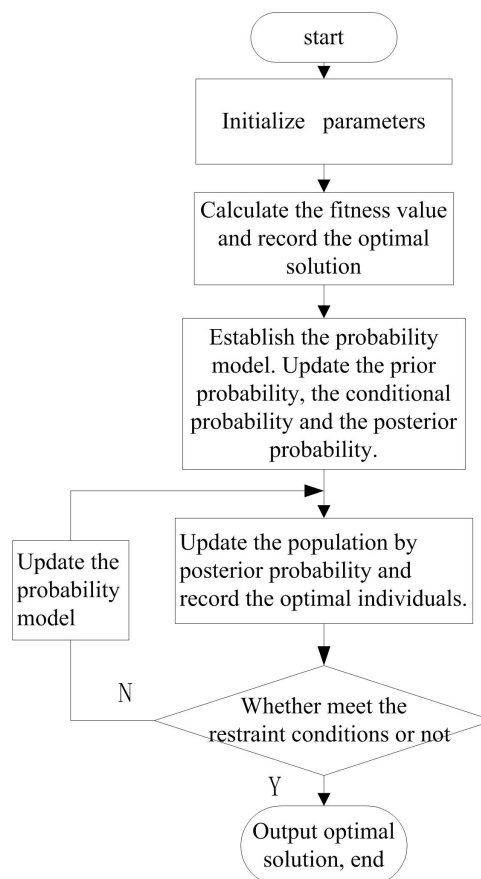 start
Initialize parameters
Calculate the fitness value
and record the optimal
solution
Establish the probability
model. Update the prior
probability, the conditional
probability and the posterior
probability.
Update the
probability
model
Update the population by
posterior probability and
record the optimal individuals.
Whether meet the
restraint conditions or not
N
Y
Output optimal
solution, end